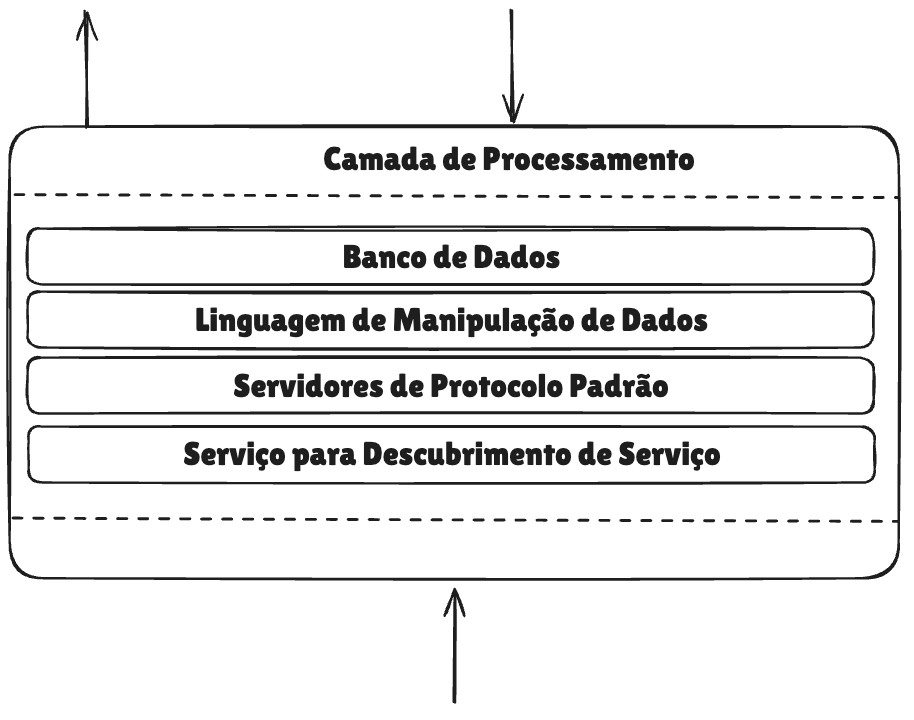 Camada de Processamento
Banco de Dados
Linguagem de Manipulação de Dados
Servidores de Protocolo Padrão
Serviço para Descubrimento de Serviço